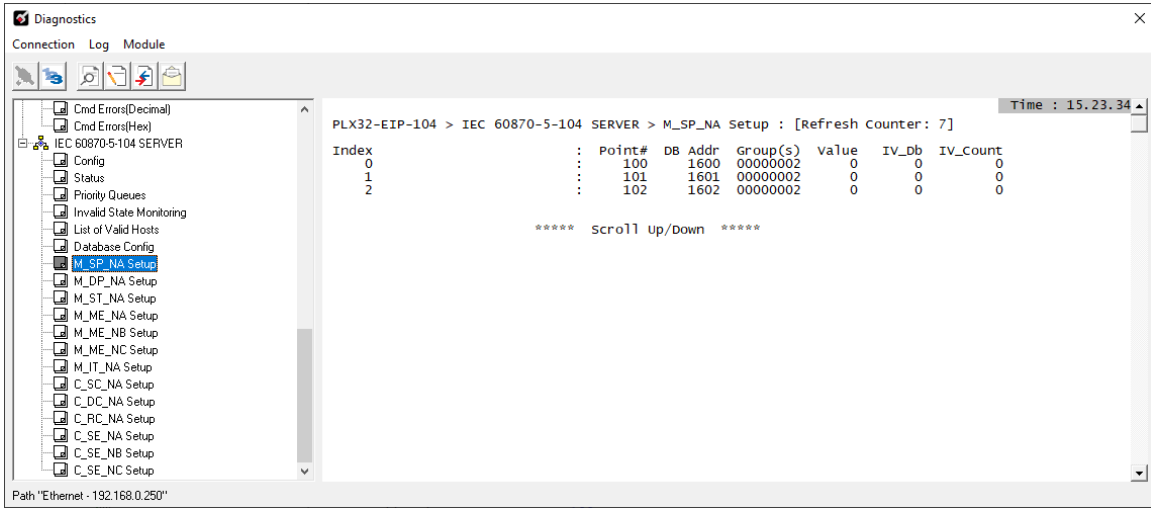 Diagnostics
Connection Log Module
Cmd Errors(Decimal)
Cmd Errors(Hex)
IEC 60870-5-104 SERVER
Config
Status
Priority Queues
Invalid State Monitoring
List of Valid Hosts
Database Config
M_SP_NA Setup
M_DP_NA Setup
M_ST_NA Setup
M_ME_NA Setup
M_ME_NB Setup
M_ME_NC Setup
M_IT_NA Setup
C_SC_NA Setup
C_DC_NA Setup
C_RC_NA Setup
C_SE_NA Setup
C_SE_NB Setup
C_SE_NC Setup
Time : 15.23.34
PLX32-EIP-104 > IEC 60870-5-104 SERVER > M_SP_NA Setup : [Refresh Counter: 7]
Index : Point# DB Addr Group(s) Value IV_Db IV_Count
0 : 100 1600 00000002 0 0 0
1 : 101 1601 00000002 0 0 0
2 : 102 1602 00000002 0 0 0
***** Scroll Up/Down *****
Path "Ethernet - 192.168.0.250"